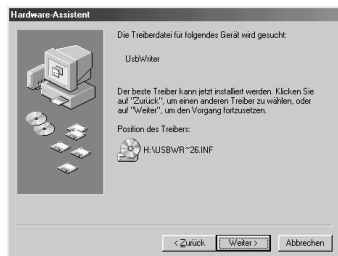 Hardware-Assistent
Die Treiberdatei für folgendes Gerät wird gesucht:
UsbWriter
Der beste Treiber kann jetzt installiert werden. Klicken Sie
auf "Zurück", um einen anderen Treiber zu wählen, oder
auf "Weiter", um den Vorgang fortzusetzen.
Position des Treibers:
H:\USBWR~26.INF
< Zurück Weiter > Abbrechen